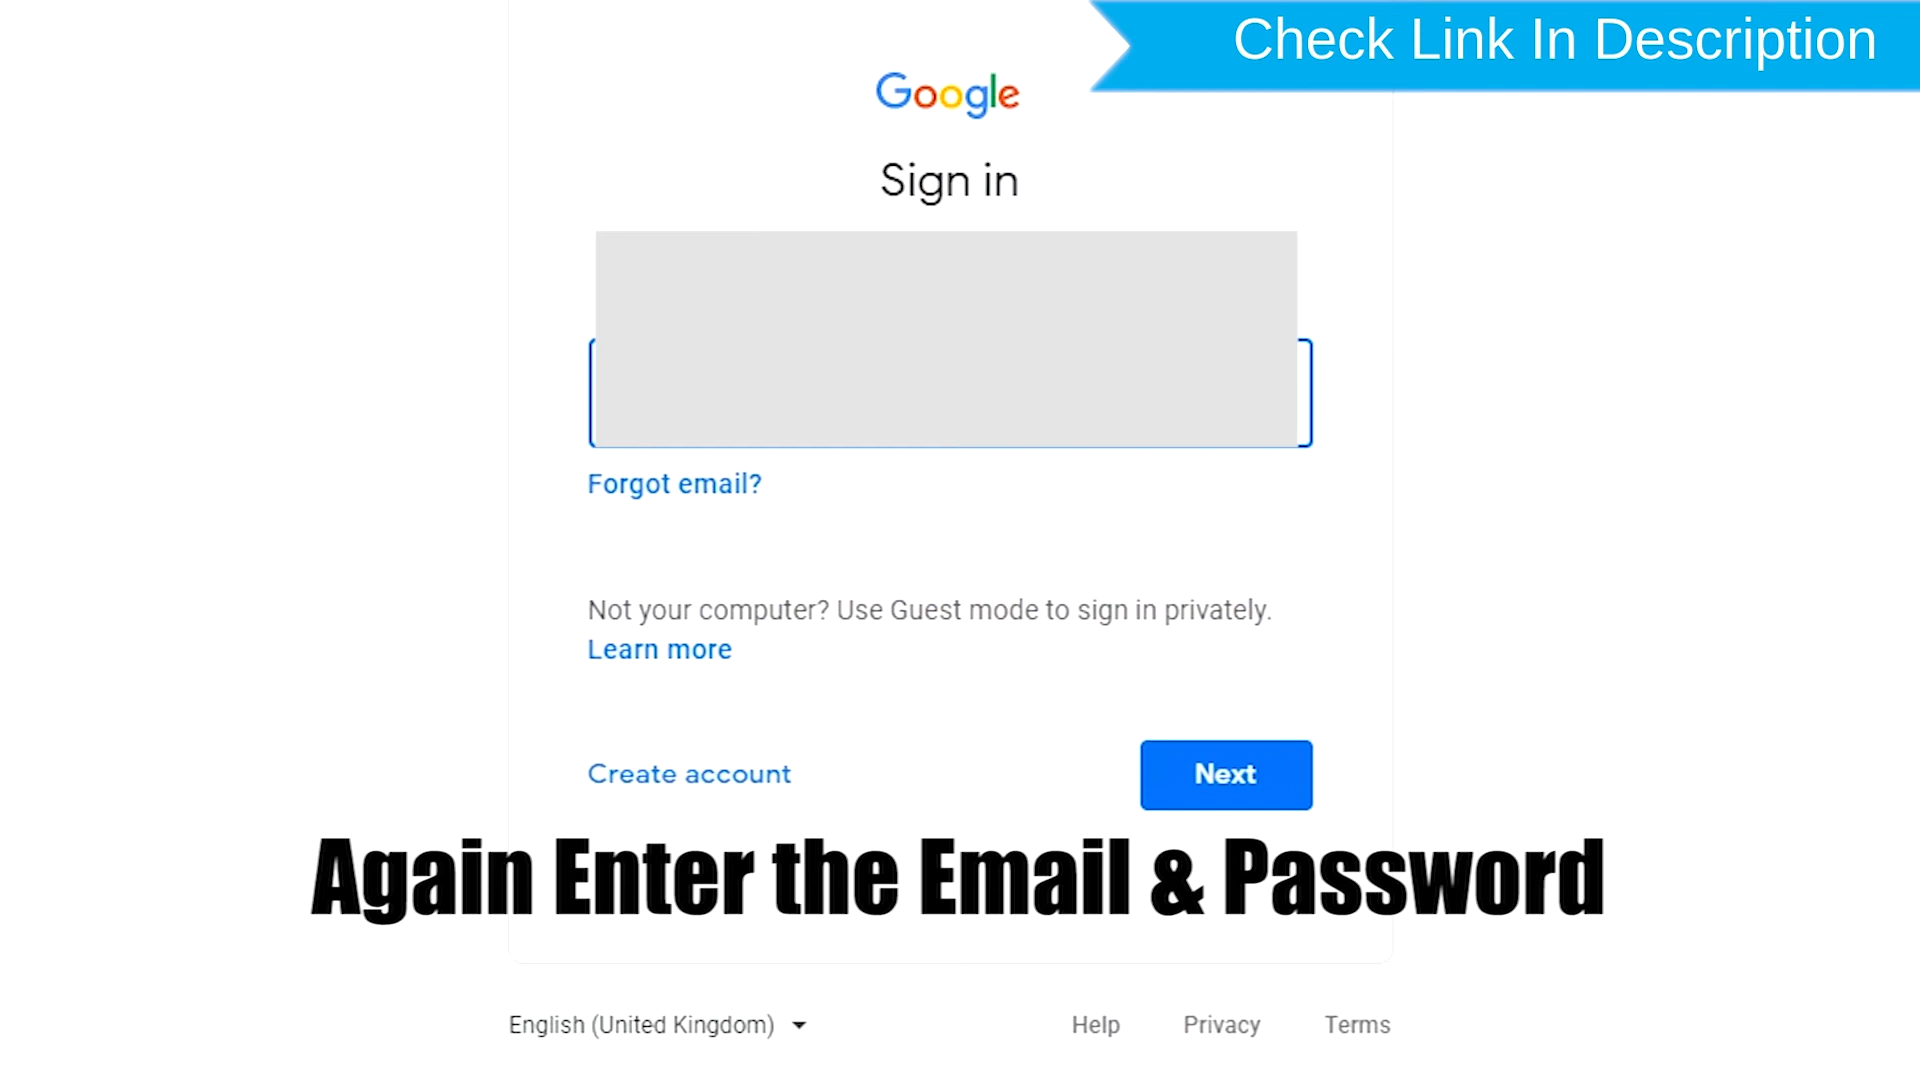 Check Link In Description
Google
Sign in
Forgot email?
Not your computer? Use Guest mode to sign in privately.
Learn more
Create account
Next
Again Enter the Email & Password
English (United Kingdom)
Help
Privacy
Terms